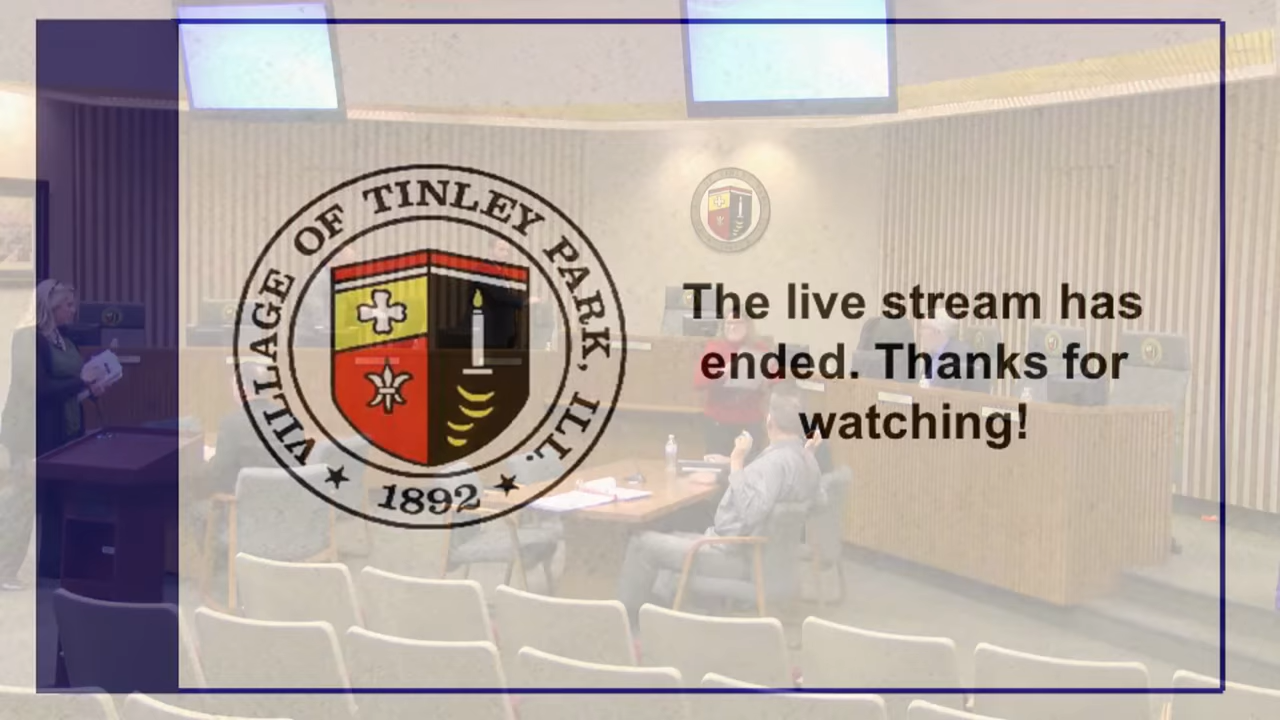 VILLAGE OF TINLEY PARK, ILL.
1892
The live stream has
ended. Thanks for
watching!